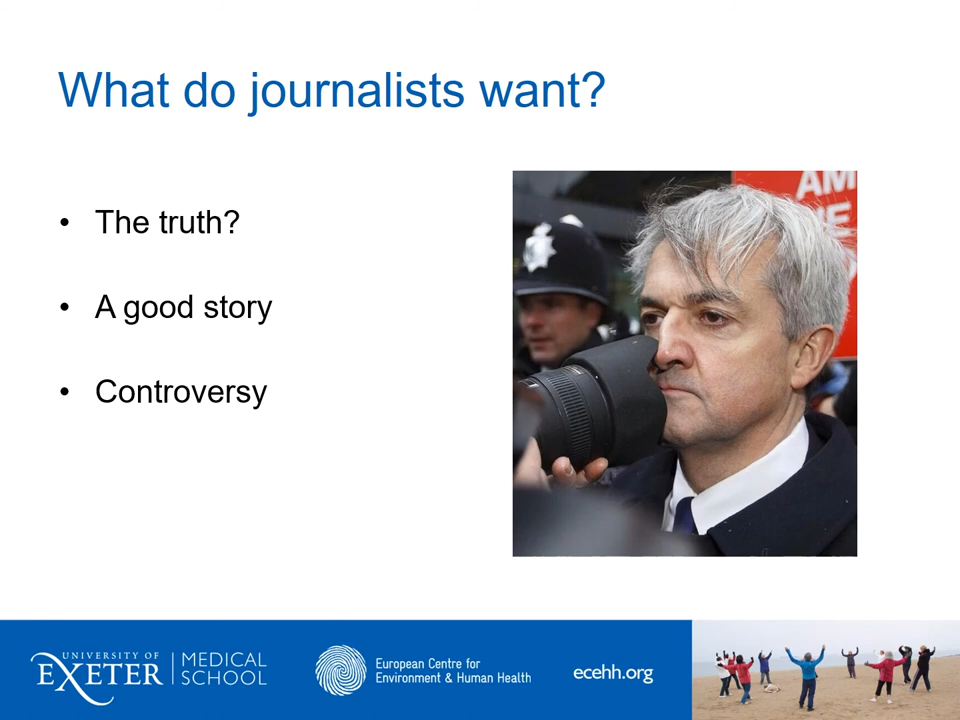 What do journalists want?
• The truth?
• A good story
• Controversy
AM
UNIVERSITY OF
EXETER
MEDICAL
SCHOOL
European Centre for
Environment & Human Health
ecehh.org